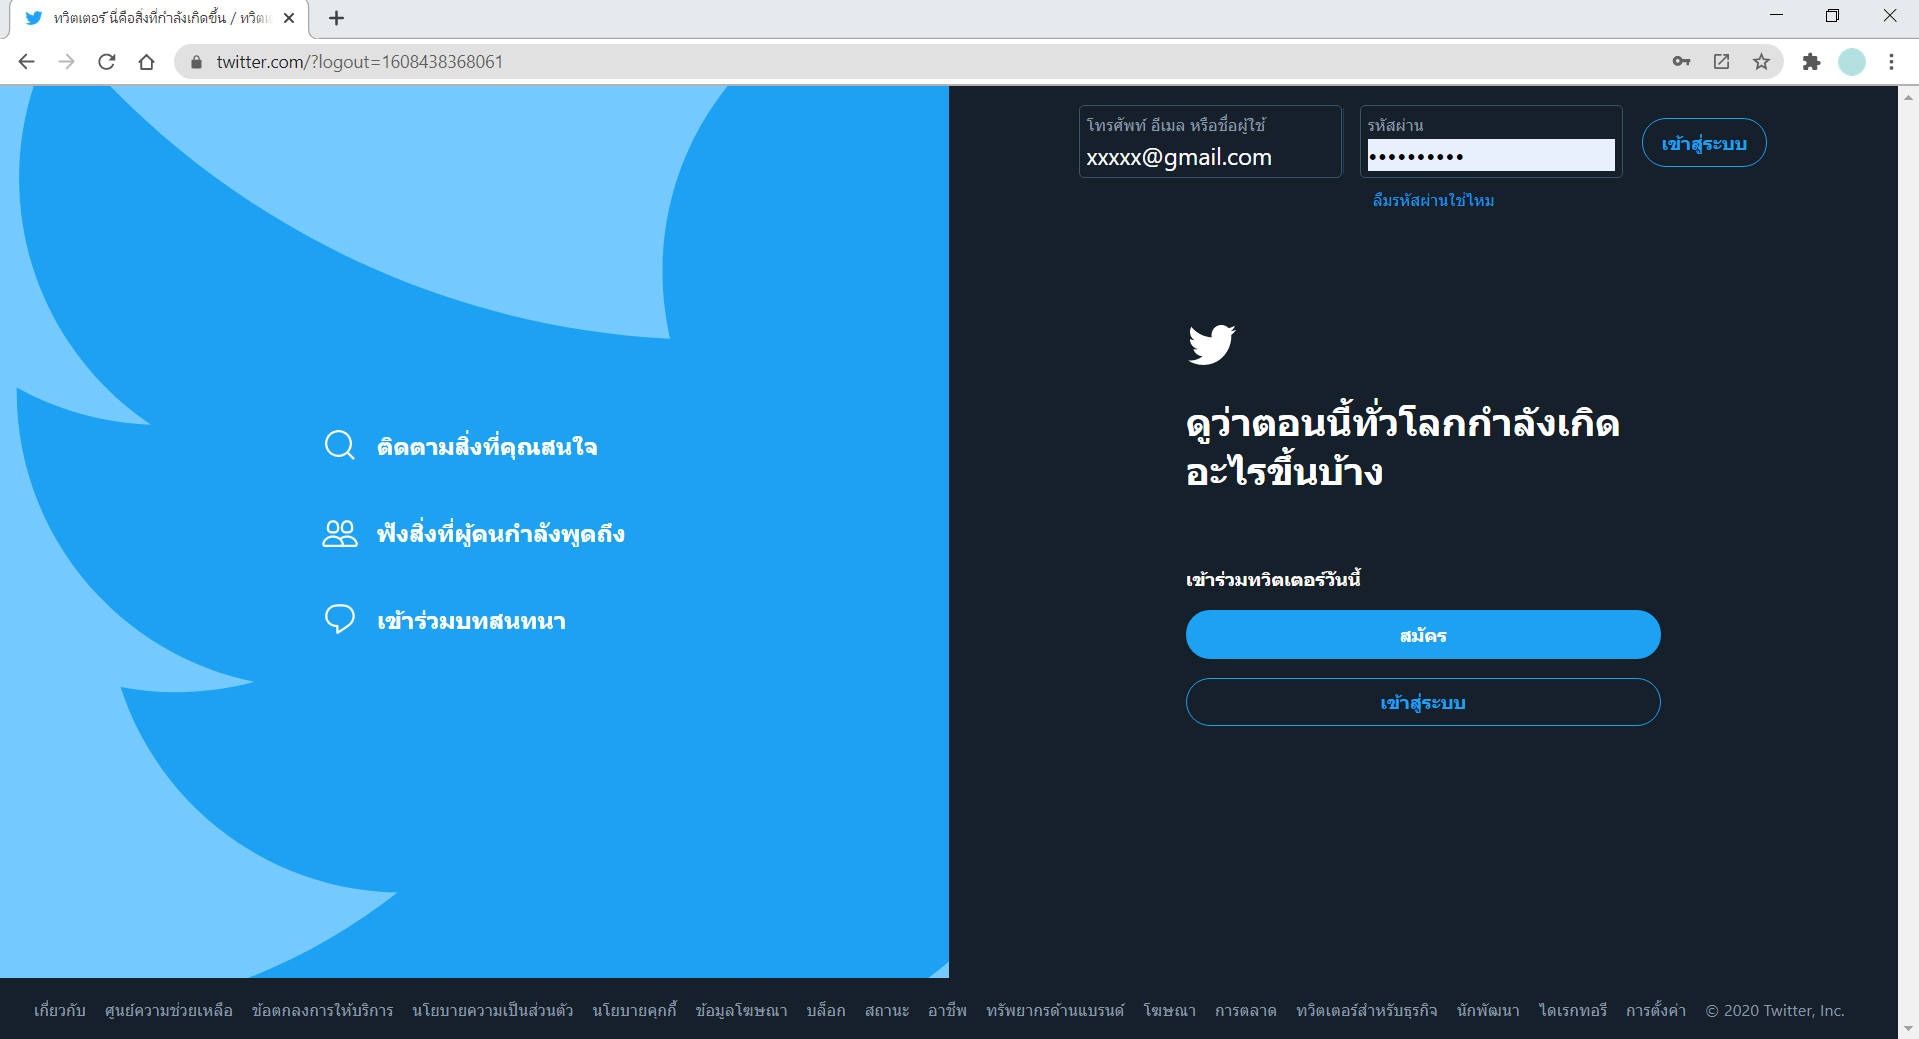 ทวิตเตอร์ นี่คือสิ่งที่กำลังเกิดขึ้น / ทวิตเ
twitter.com/?logout=1608438368061
โทรศัพท์ อีเมล หรือชื่อผู้ใช้
xxxxx@gmail.com
รหัสผ่าน
••••••••••
เข้าสู่ระบบ
ลืมรหัสผ่านใช่ไหม
ติดตามสิ่งที่คุณสนใจ
ฟังสิ่งที่ผู้คนกำลังพูดถึง
เข้าร่วมบทสนทนา
ดูว่าตอนนี้ทั่วโลกกำลังเกิด
อะไรขึ้นบ้าง
เข้าร่วมทวิตเตอร์วันนี้
สมัคร
เข้าสู่ระบบ
เกี่ยวกับ ศูนย์ความช่วยเหลือ ข้อตกลงการให้บริการ นโยบายความเป็นส่วนตัว นโยบายคุกกี้ ข้อมูลโฆษณา บล็อก สถานะ อาชีพ ทรัพยากรด้านแบรนด์ โฆษณา การตลาด ทวิตเตอร์สำหรับธุรกิจ นักพัฒนา ไดเรกทอรี การตั้งค่า © 2020 Twitter, Inc.